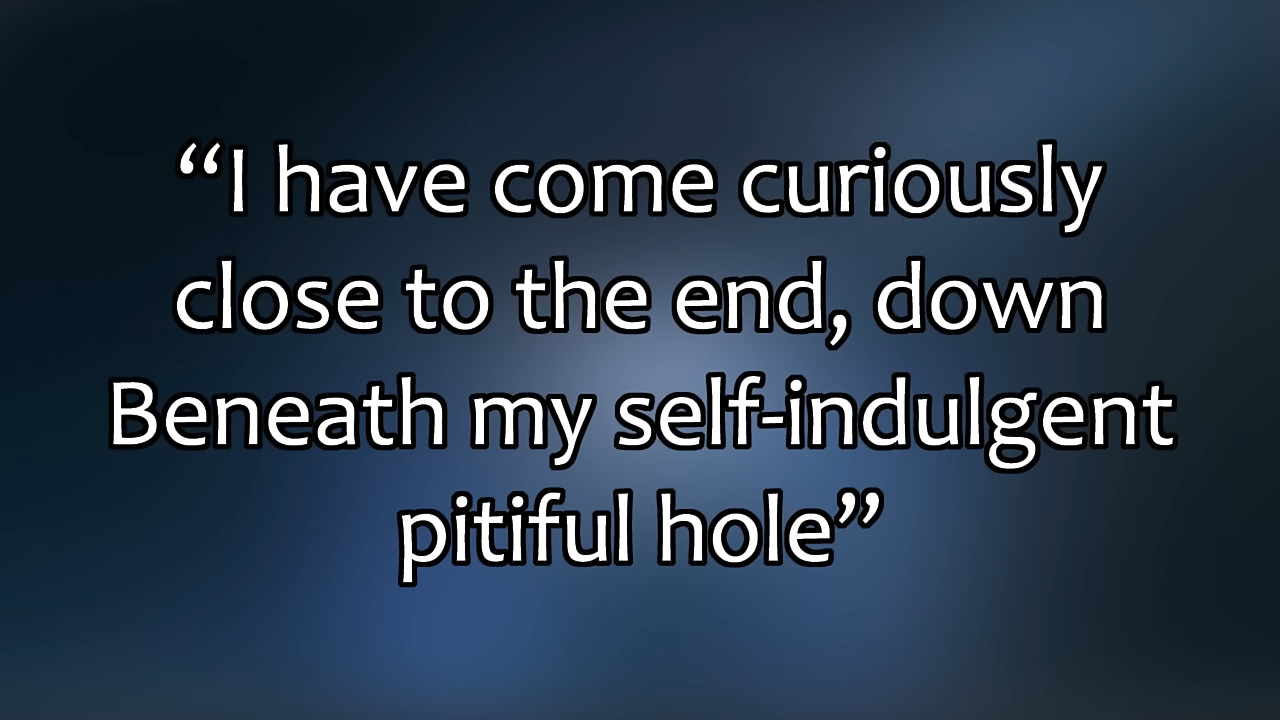 “I have come curiously
close to the end, down
Beneath my self-indulgent
pitiful hole”